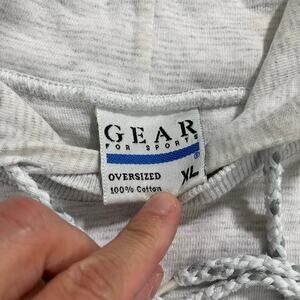 GEAR
FOR SPORTS
®
OVERSIZED XL
100% Cotton